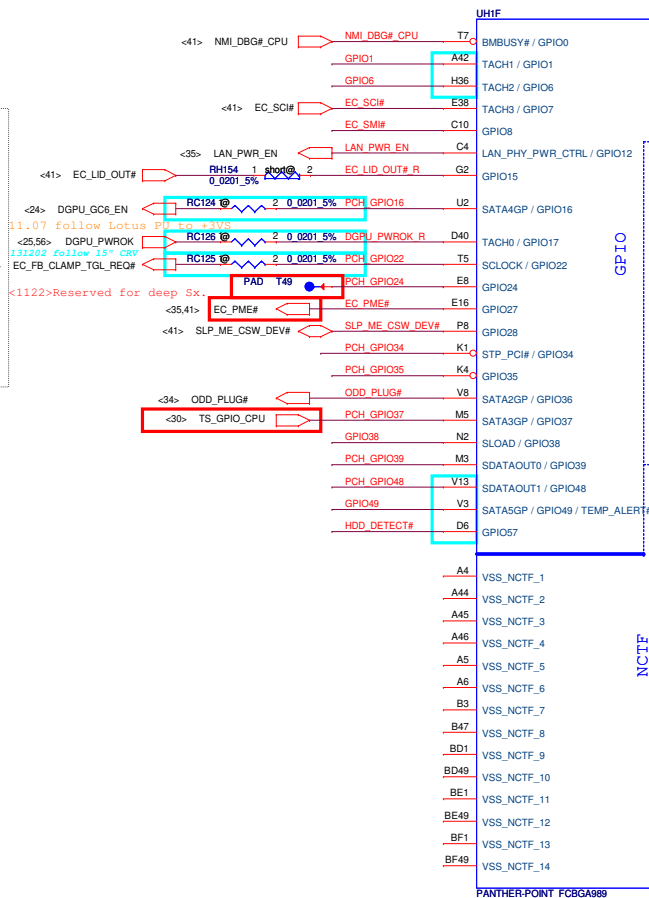 UH1F
<41> NMI_DBG#_CPU NMI_DBG#_CPU T7 BMBUSY# / GPIO0
GPIO1 A42 TACH1 / GPIO1
GPIO6 H36 TACH2 / GPIO6
<41> EC_SCI# EC_SCI# E38 TACH3 / GPIO7
EC_SMI# C10 GPIO8
<35> LAN_PWR_EN LAN_PWR_EN C4 LAN_PHY_PWR_CTRL / GPIO12
<41> EC_LID_OUT# RH154 1 short@ 2 EC_LID_OUT#_R G2 GPIO15
0_0201_5%
<24> DGPU_GC6_EN RC124 1@ 2 0_0201_5% PCH_GPIO16 U2 SATA4GP / GPIO16
11.07 follow Lotus PU to +3VS
<25,56> DGPU_PWROK RC126 1@ 2 0_0201_5% DGPU_PWROK_R D40 TACH0 / GPIO17
131202 follow 15" CRV
EC_FB_CLAMP_TGL_REQ# RC125 1@ 2 0_0201_5% PCH_GPIO22 T5 SCLOCK / GPIO22
PAD T49 PCH_GPIO24 E8 GPIO24
<1122>Reserved for deep Sx.
<35,41> EC_PME# EC_PME# E16 GPIO27
<41> SLP_ME_CSW_DEV# SLP_ME_CSW_DEV# P8 GPIO28
PCH_GPIO34 K1 STP_PCI# / GPIO34
PCH_GPIO35 K4 GPIO35
<34> ODD_PLUG# ODD_PLUG# V8 SATA2GP / GPIO36
<30> TS_GPIO_CPU PCH_GPIO37 M5 SATA3GP / GPIO37
GPIO38 N2 SLOAD / GPIO38
PCH_GPIO39 M3 SDATAOUT0 / GPIO39
PCH_GPIO48 V13 SDATAOUT1 / GPIO48
GPIO49 V3 SATA5GP / GPIO49 / TEMP_ALERT#
HDD_DETECT# D6 GPIO57
GPIO
A4 VSS_NCTF_1
A44 VSS_NCTF_2
A45 VSS_NCTF_3
A46 VSS_NCTF_4
A5 VSS_NCTF_5
A6 VSS_NCTF_6
B3 VSS_NCTF_7
B47 VSS_NCTF_8
BD1 VSS_NCTF_9
BD49 VSS_NCTF_10
BE1 VSS_NCTF_11
BE49 VSS_NCTF_12
BF1 VSS_NCTF_13
BF49 VSS_NCTF_14
NCTF
PANTHER-POINT_FCBGA989